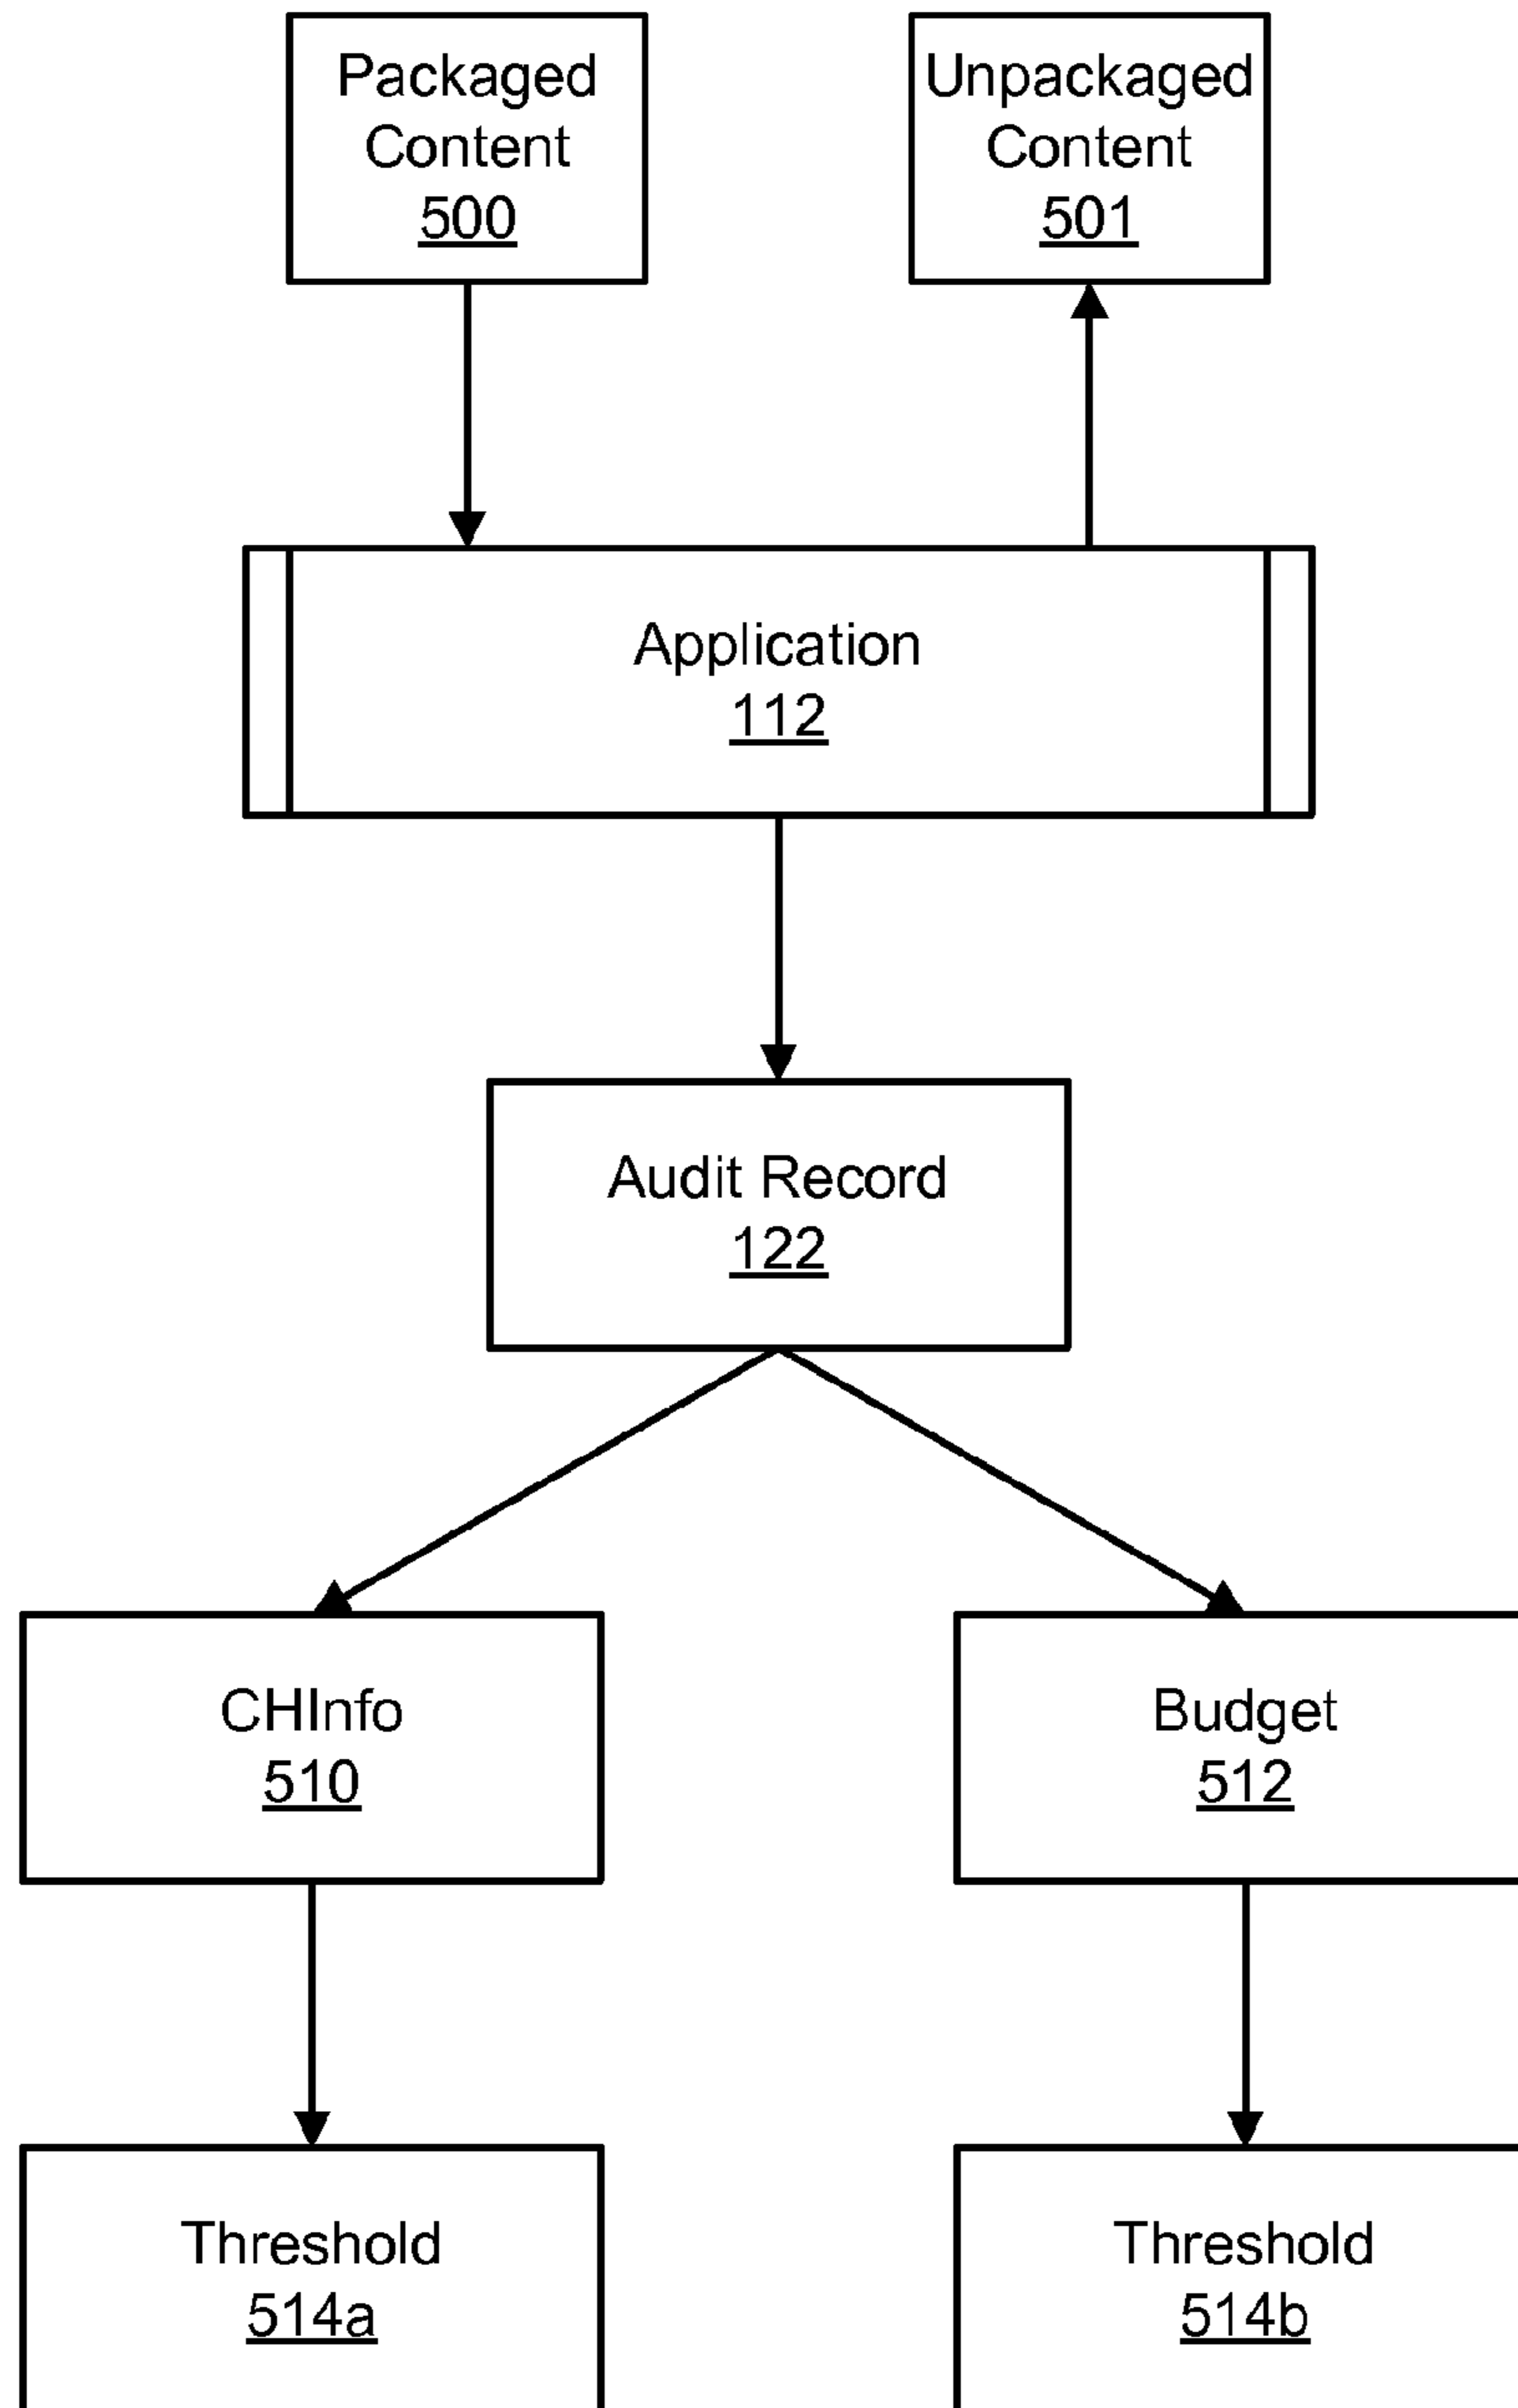 Packaged
Content
500
Unpackaged
Content
501
Application
112
Audit Record
122
CHInfo
510
Budget
512
Threshold
514a
Threshold
514b